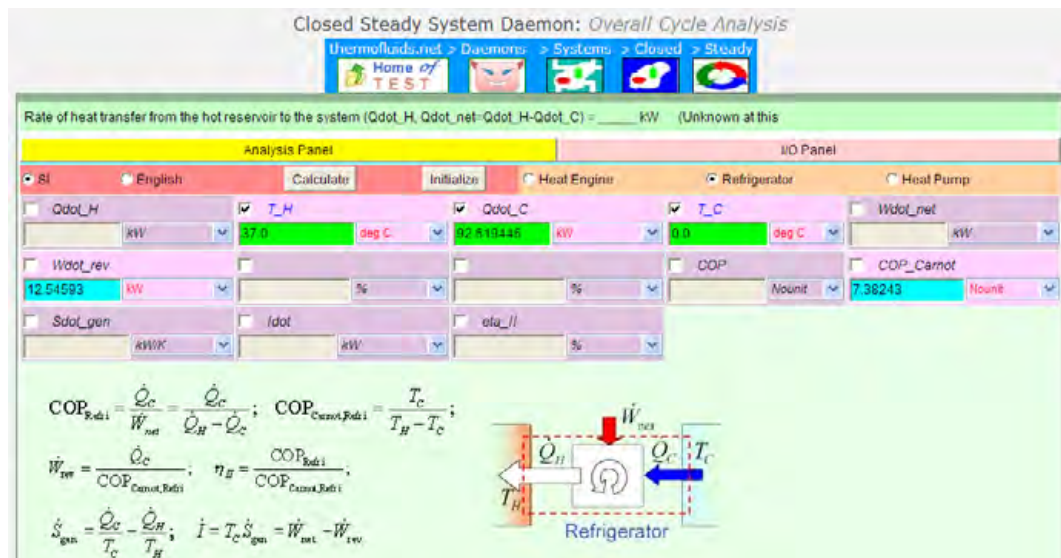 Closed Steady System Daemon: Overall Cycle Analysis
thermofluids.net > Daemons > Systems > Closed > Steady
Home of
TEST
Rate of heat transfer from the hot reservoir to the system (Qdot_H, Qdot_net=Qdot_H-Qdot_C) = _____ kW (Unknown at this
Analysis Panel I/O Panel
SI English Calculate Initialize Heat Engine Refrigerator Heat Pump
Qdot_H T_H Qdot_C T_C Wdot_net
kW 37.0 deg C 92.519446 kW 0.0 deg C kW
Wdot_rev COP COP_Carnot
12.54593 kW % % Nounit 7.38243 Nounit
Sdot_gen Idot eta_II
kW/K kW %
COP_Refri = Q̇_C / Ẇ_net = Q̇_C / (Q̇_H − Q̇_C); COP_Carnot,Refri = T_C / (T_H − T_C);
Ẇ_rev = Q̇_C / COP_Carnot,Refri; η_II = COP_Refri / COP_Carnot,Refri;
Ṡ_gen = Q̇_C / T_C − Q̇_H / T_H; İ = T_C Ṡ_gen = Ẇ_net − Ẇ_rev
Ẇ_net
Q̇_H Q̇_C T_C
T_H
Refrigerator